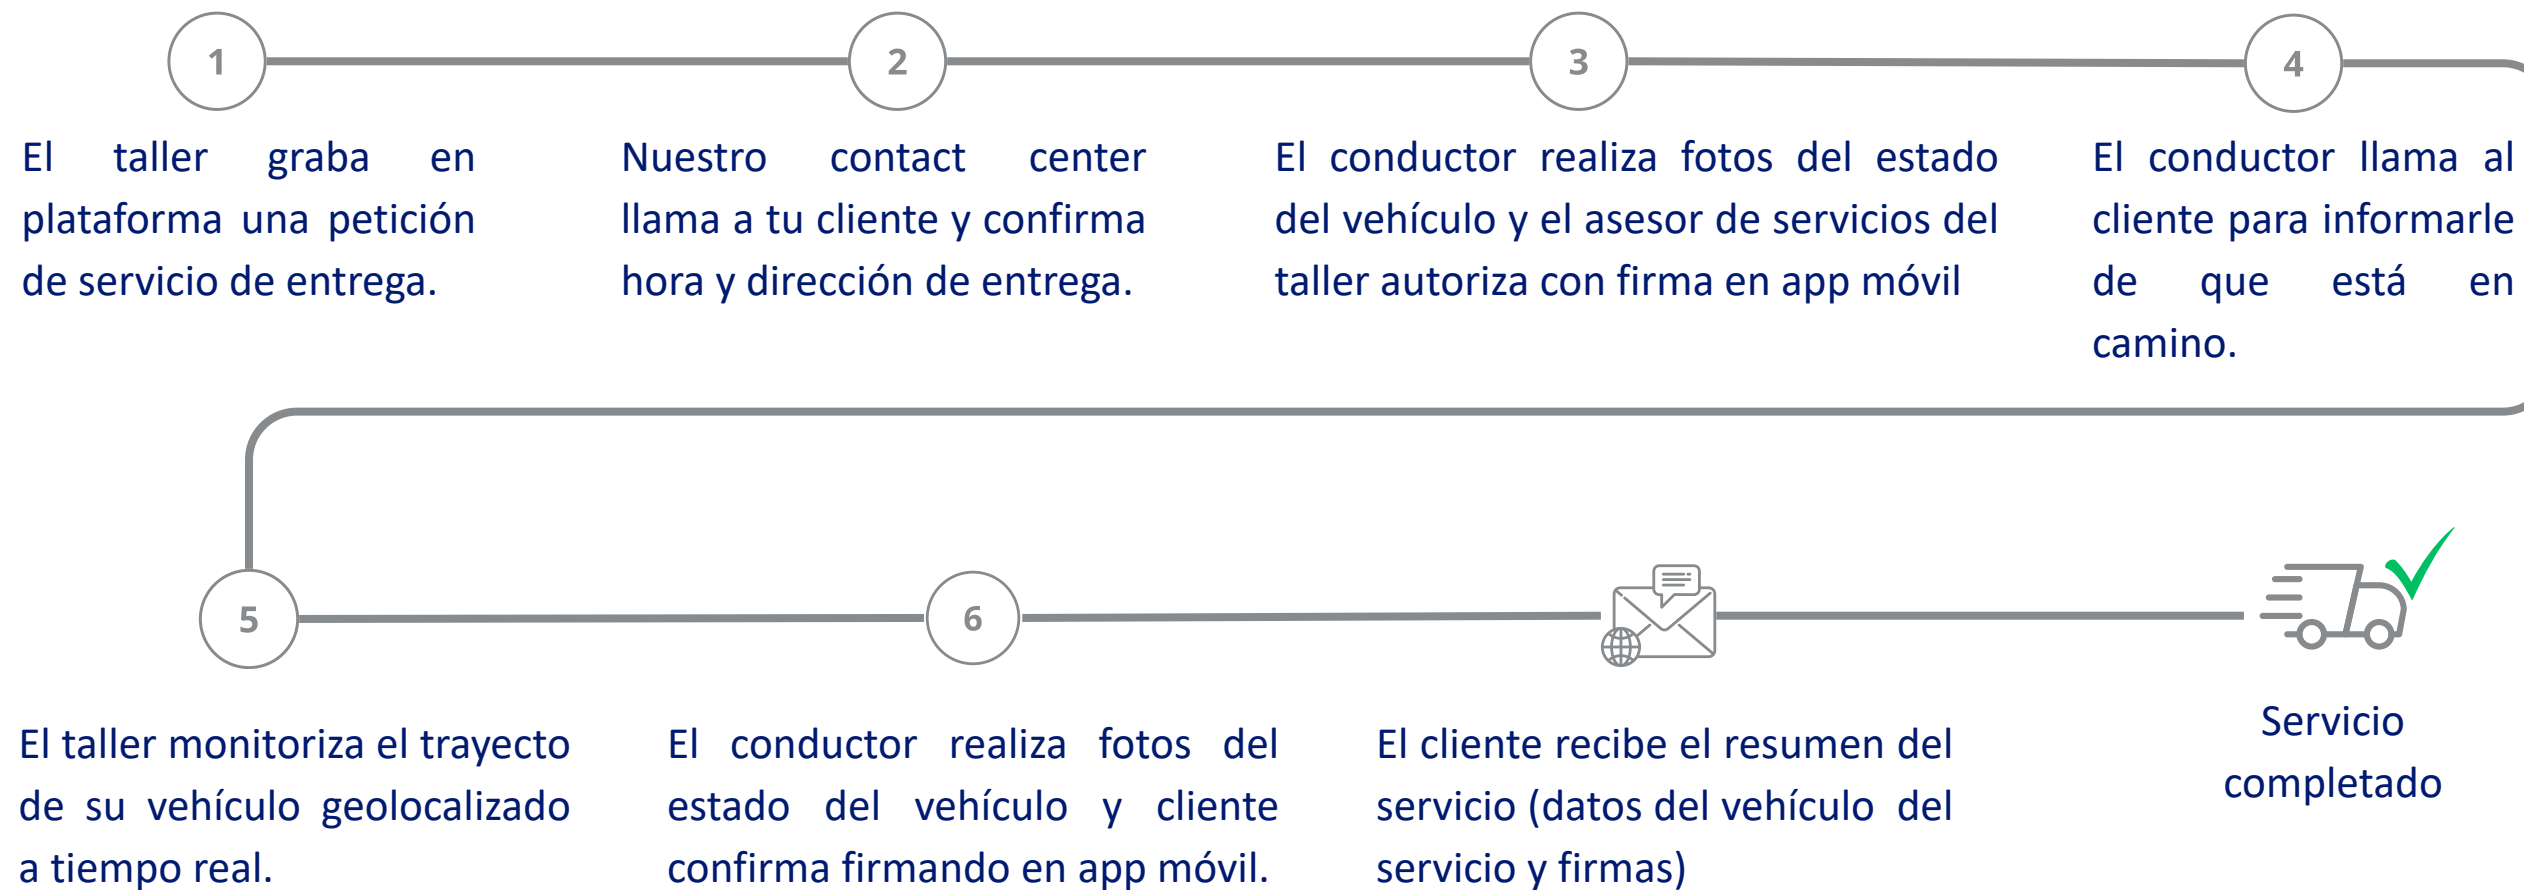 1
2
3
4
El taller graba en
plataforma una petición
de servicio de entrega.
Nuestro contact center
llama a tu cliente y confirma
hora y dirección de entrega.
El conductor realiza fotos del estado
del vehículo y el asesor de servicios del
taller autoriza con firma en app móvil
El conductor llama al
cliente para informarle
de que está en
camino.
5
6
El taller monitoriza el trayecto
de su vehículo geolocalizado
a tiempo real.
El conductor realiza fotos del
estado del vehículo y cliente
confirma firmando en app móvil.
El cliente recibe el resumen del
servicio (datos del vehículo del
servicio y firmas)
Servicio
completado